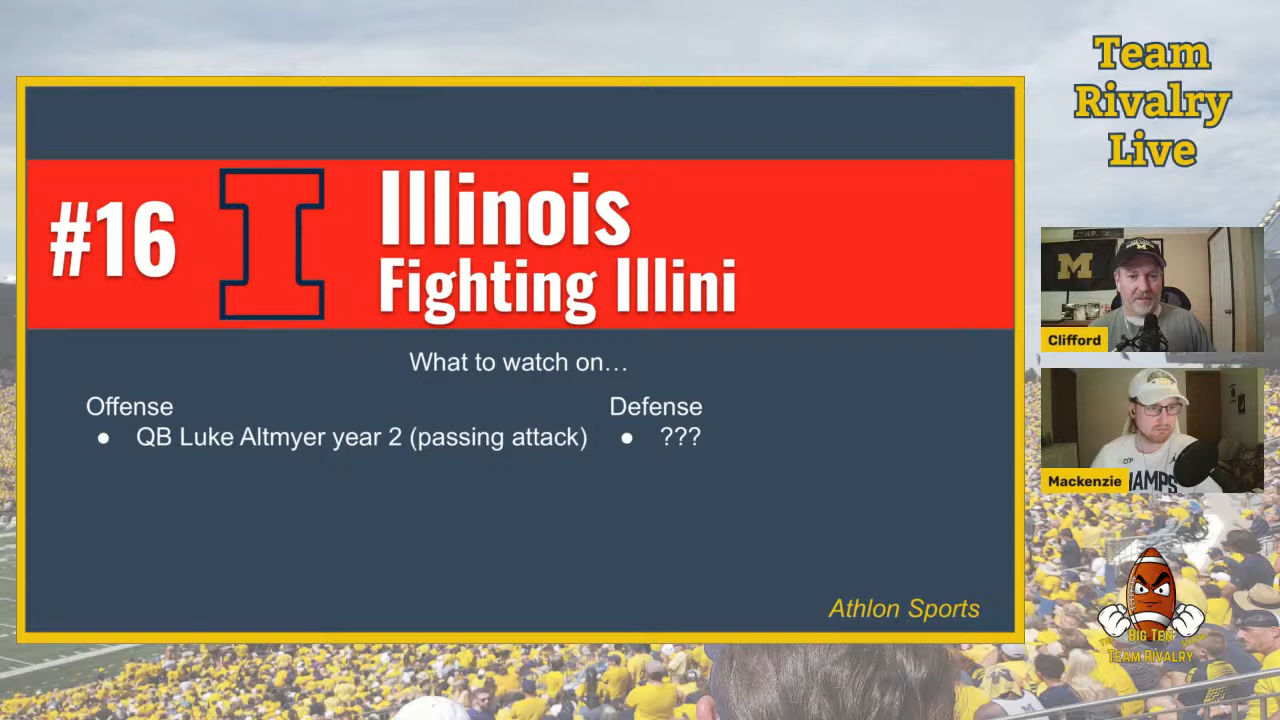 Team
Rivalry
Live
#16
I
Illinois
Fighting Illini
What to watch on…
Offense
● QB Luke Altmyer year 2 (passing attack)
Defense
● ???
Athlon Sports
M
Clifford
Mackenzie
HAMPS
BIG TEN
TEAM RIVALRY